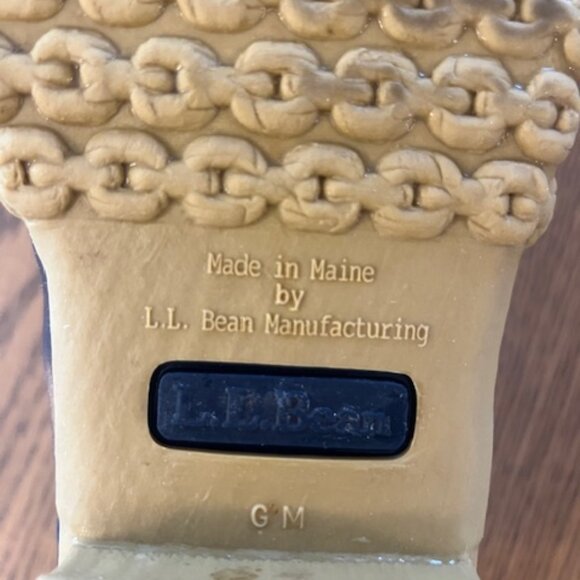 Made in Maine
by
L.L. Bean Manufacturing
L.L.Bean
G M